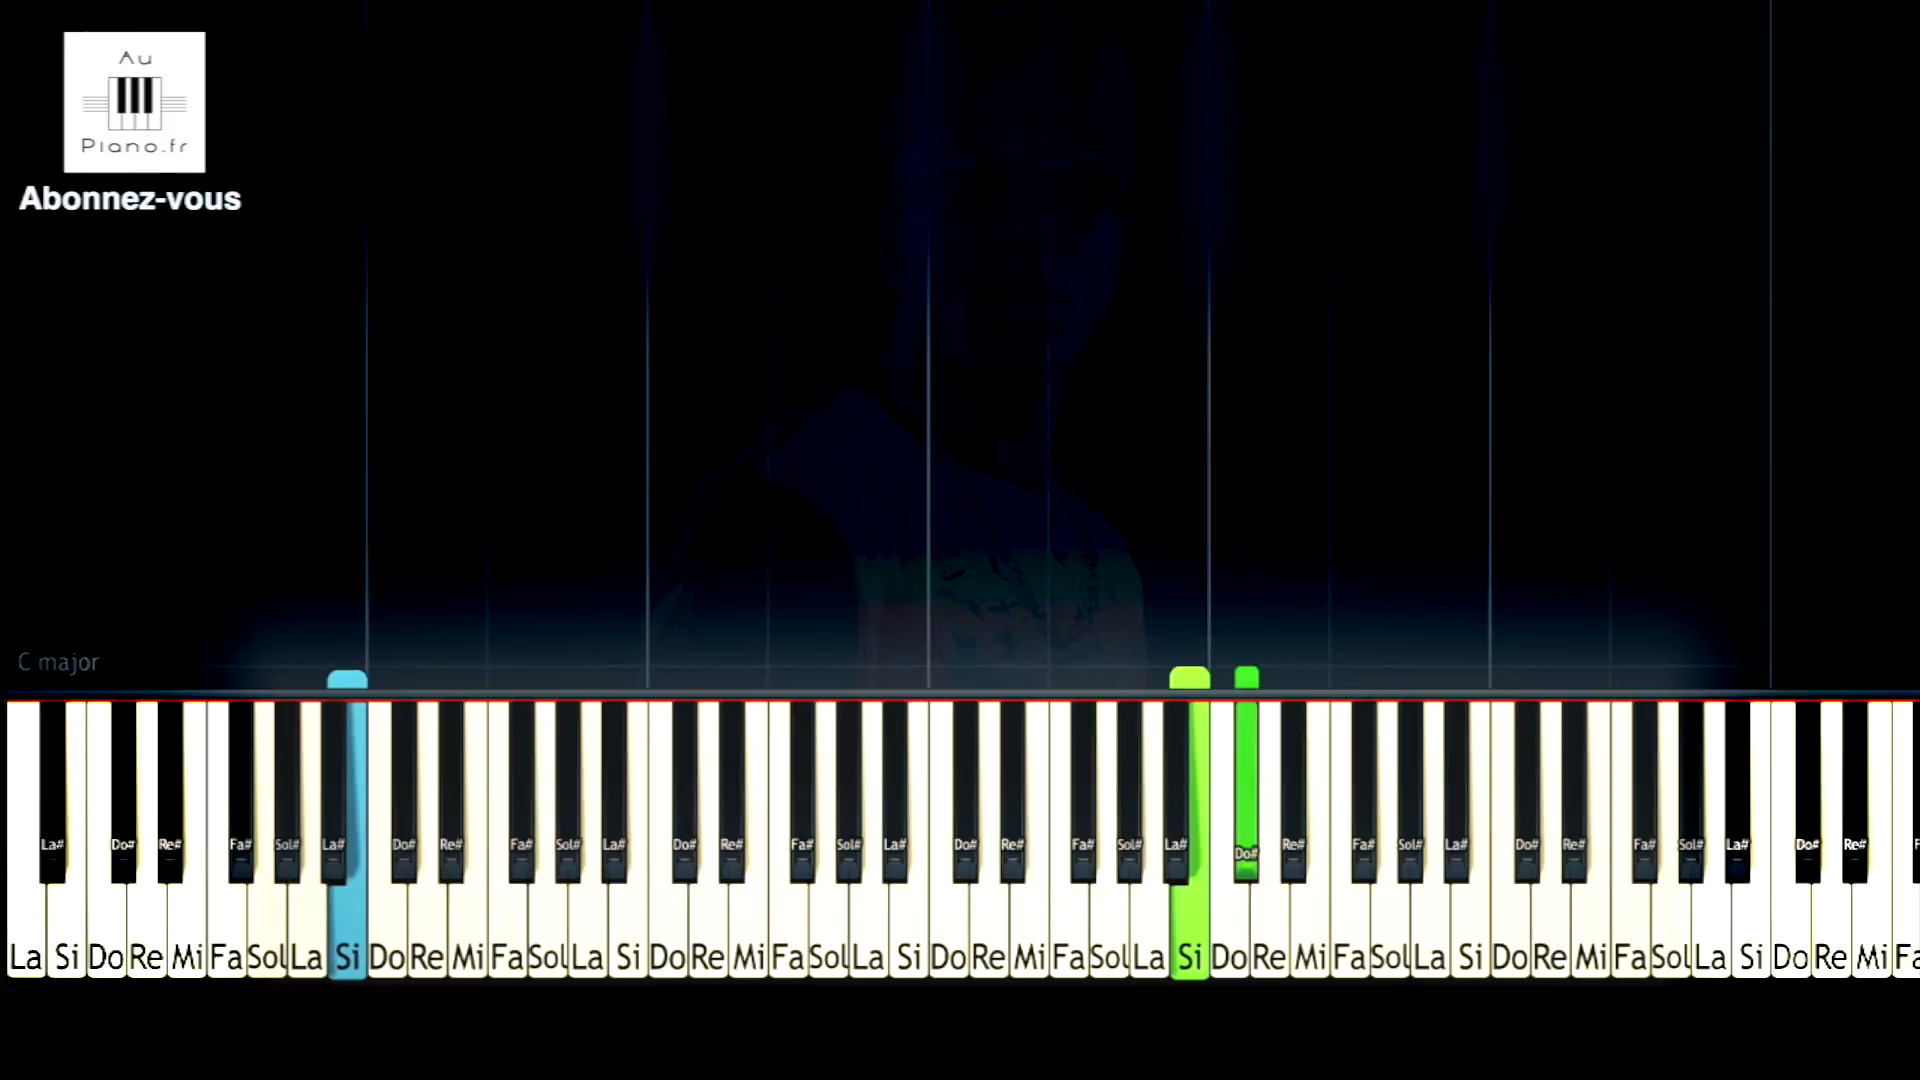 Au
Piano.fr
Abonnez-vous
C major
La# Do# Re# Fa# Sol# La# Do# Re# Fa# Sol# La# Do# Re# Fa# Sol# La# Do# Re# Fa# Sol# La# Do# Re# Fa# Sol# La# Do# Re# Fa# Sol# La# Do# Re# F
La Si Do Re Mi Fa Sol La Si Do Re Mi Fa Sol La Si Do Re Mi Fa Sol La Si Do Re Mi Fa Sol La Si Do Re Mi Fa Sol La Si Do Re Mi Fa Sol La Si Do Re Mi Fa